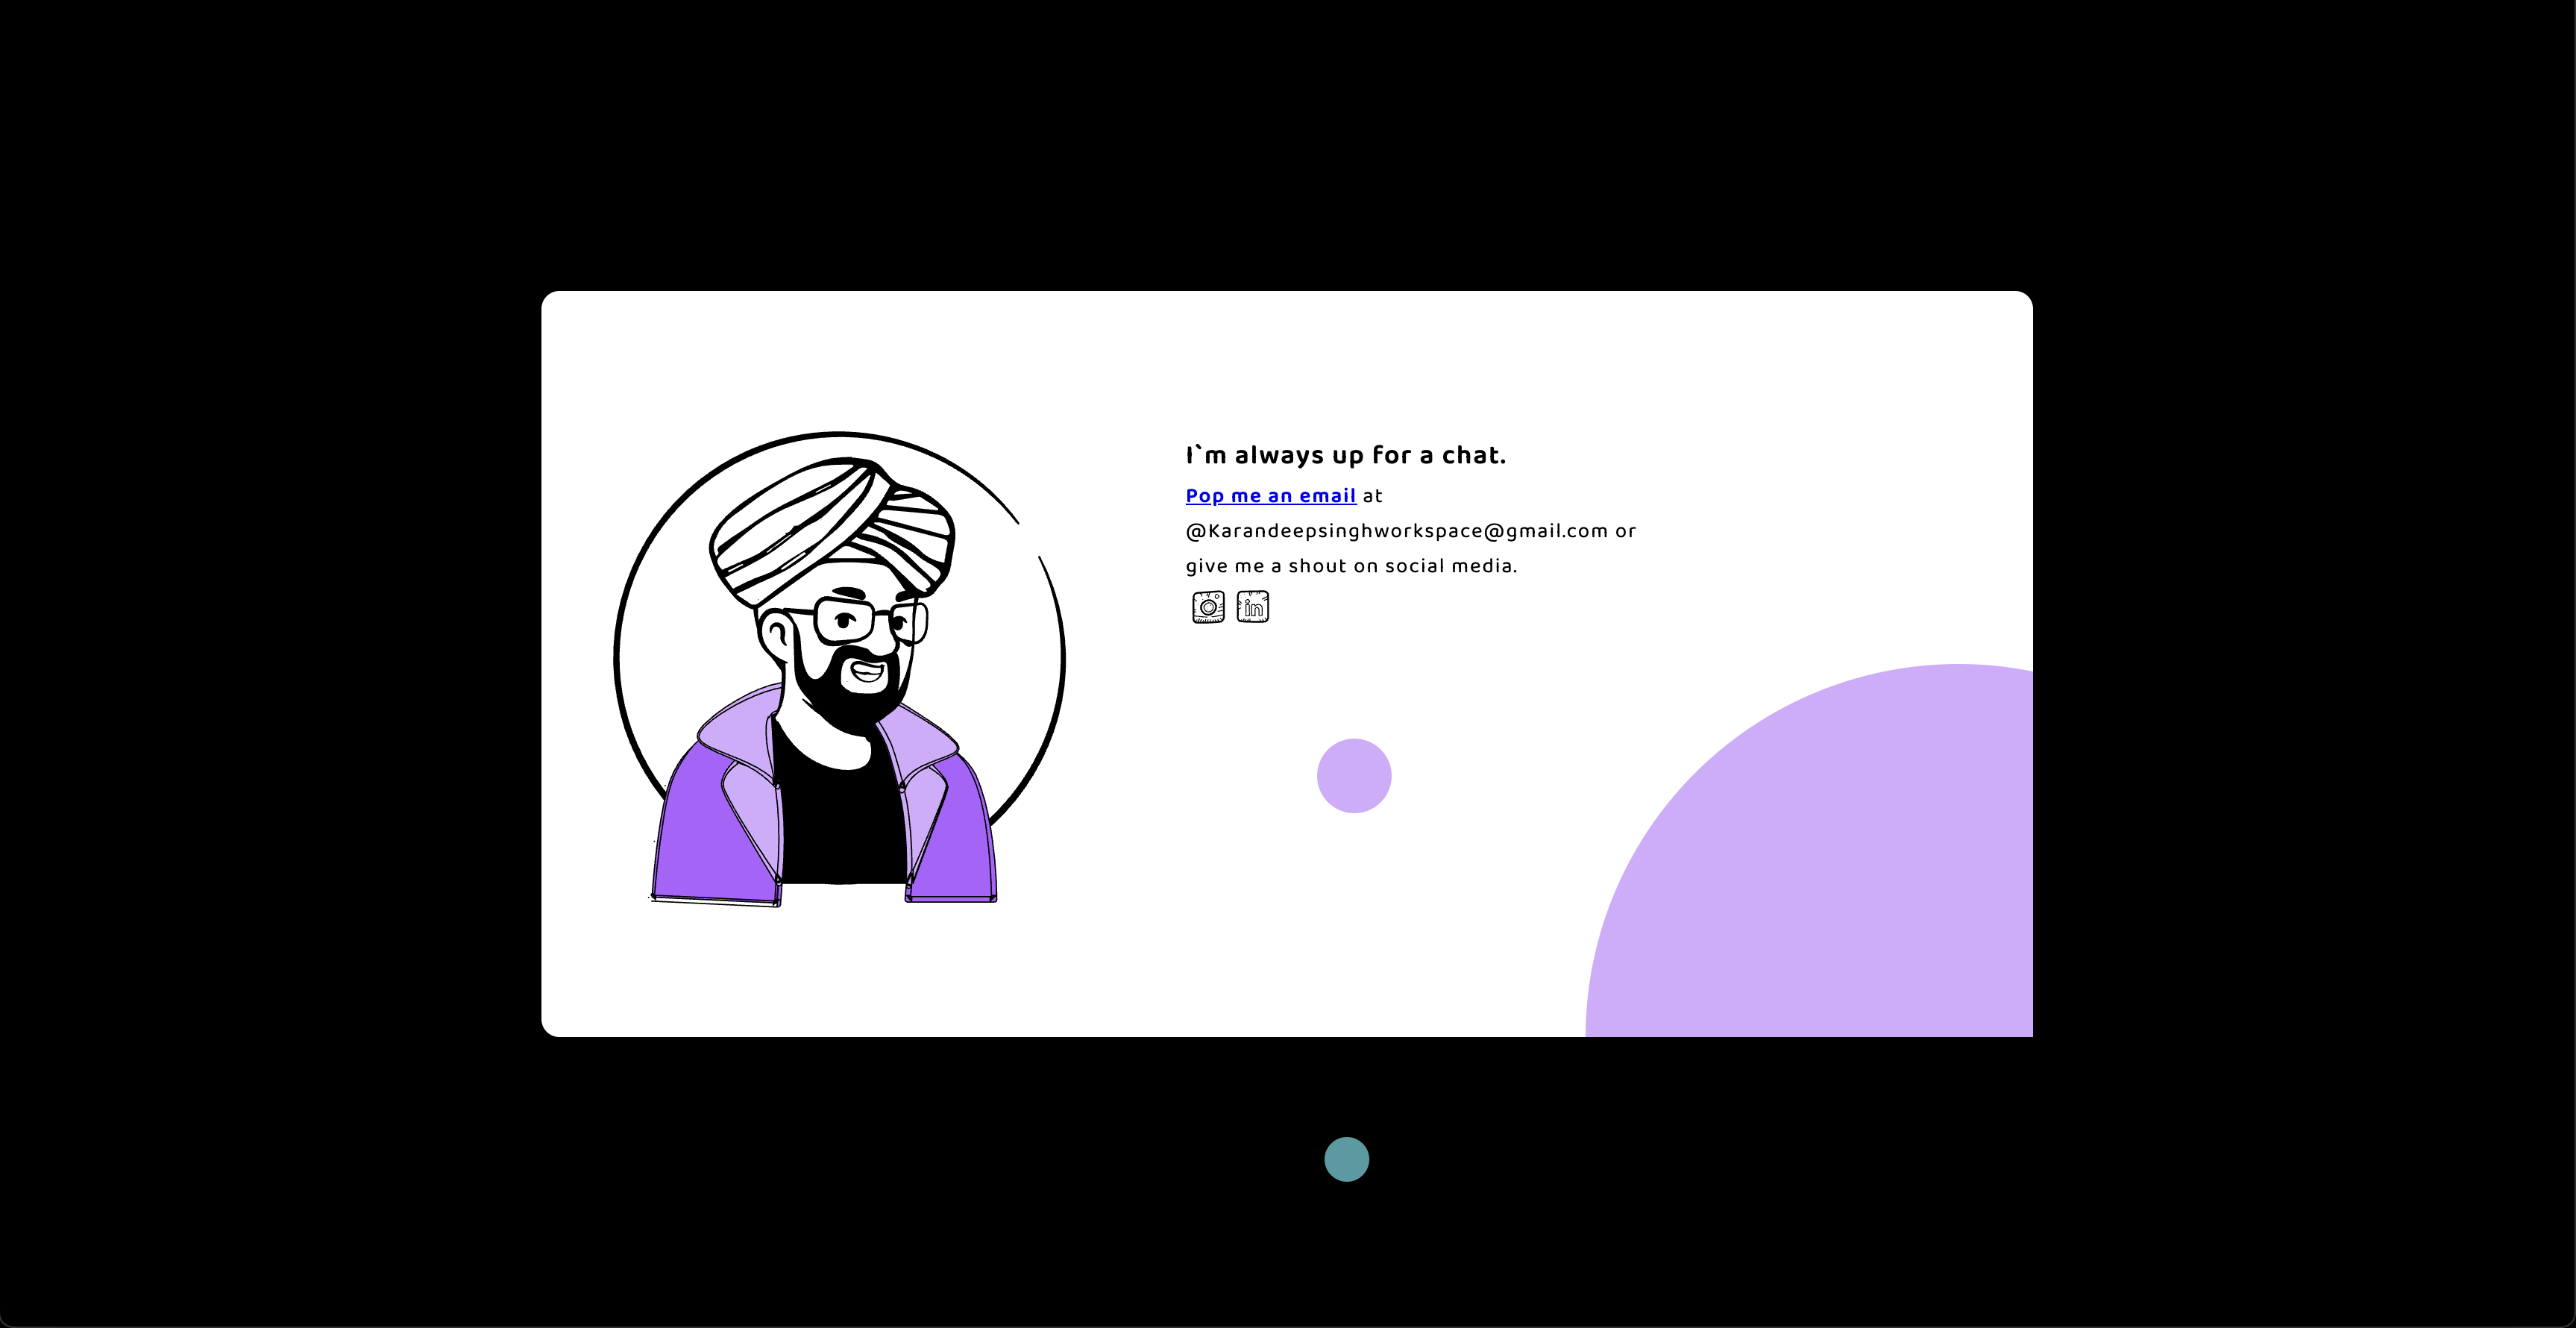 I`m always up for a chat.
Pop me an email at
@Karandeepsinghworkspace@gmail.com or
give me a shout on social media.
in